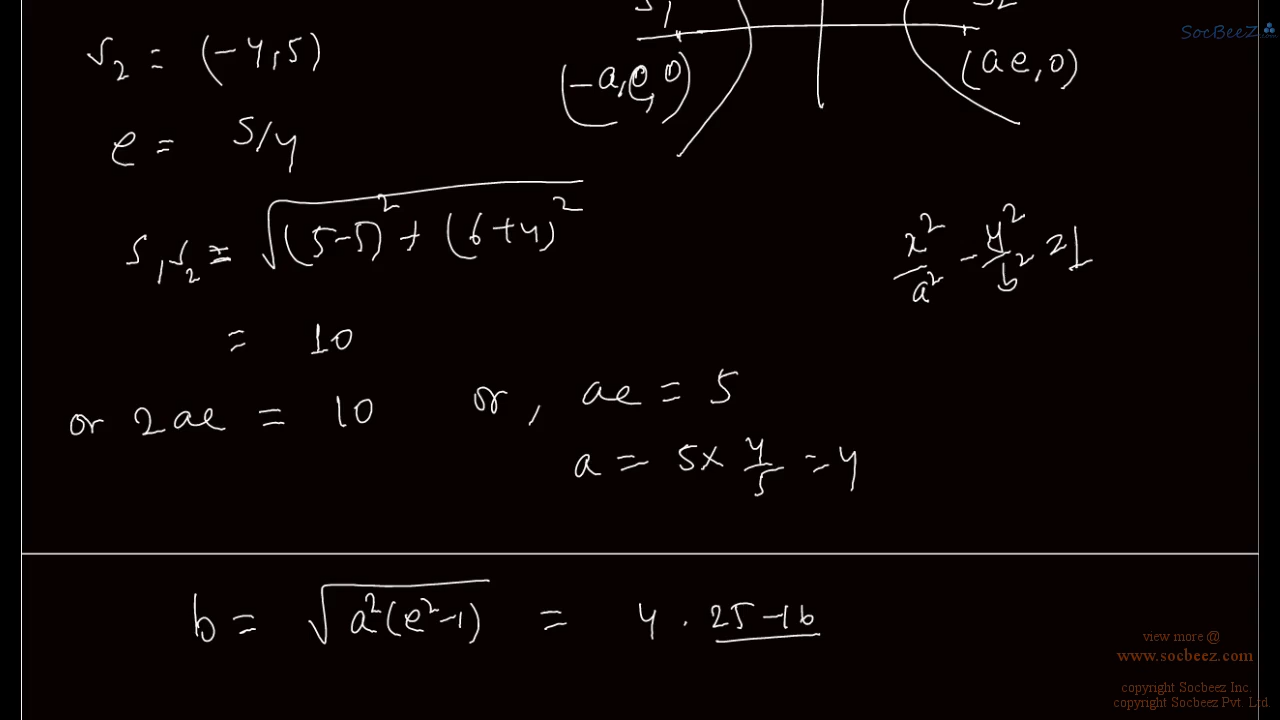 S₁ S₂
SocBeeZ
S₂ = (-4,5)
(-a,e,0) (ae,0)
e = 5/4
S₁S₂ = √((5-5)² + (6+4)²)
x²/a² - y²/b² = 1
= 10
or 2ae = 10 or, ae = 5
a = 5 × 4/5 = 4
b = √(a²(e²-1)) = 4 . 25-16
view more @
www.socbeez.com
copyright Socbeez Inc.
copyright Socbeez Pvt. Ltd.